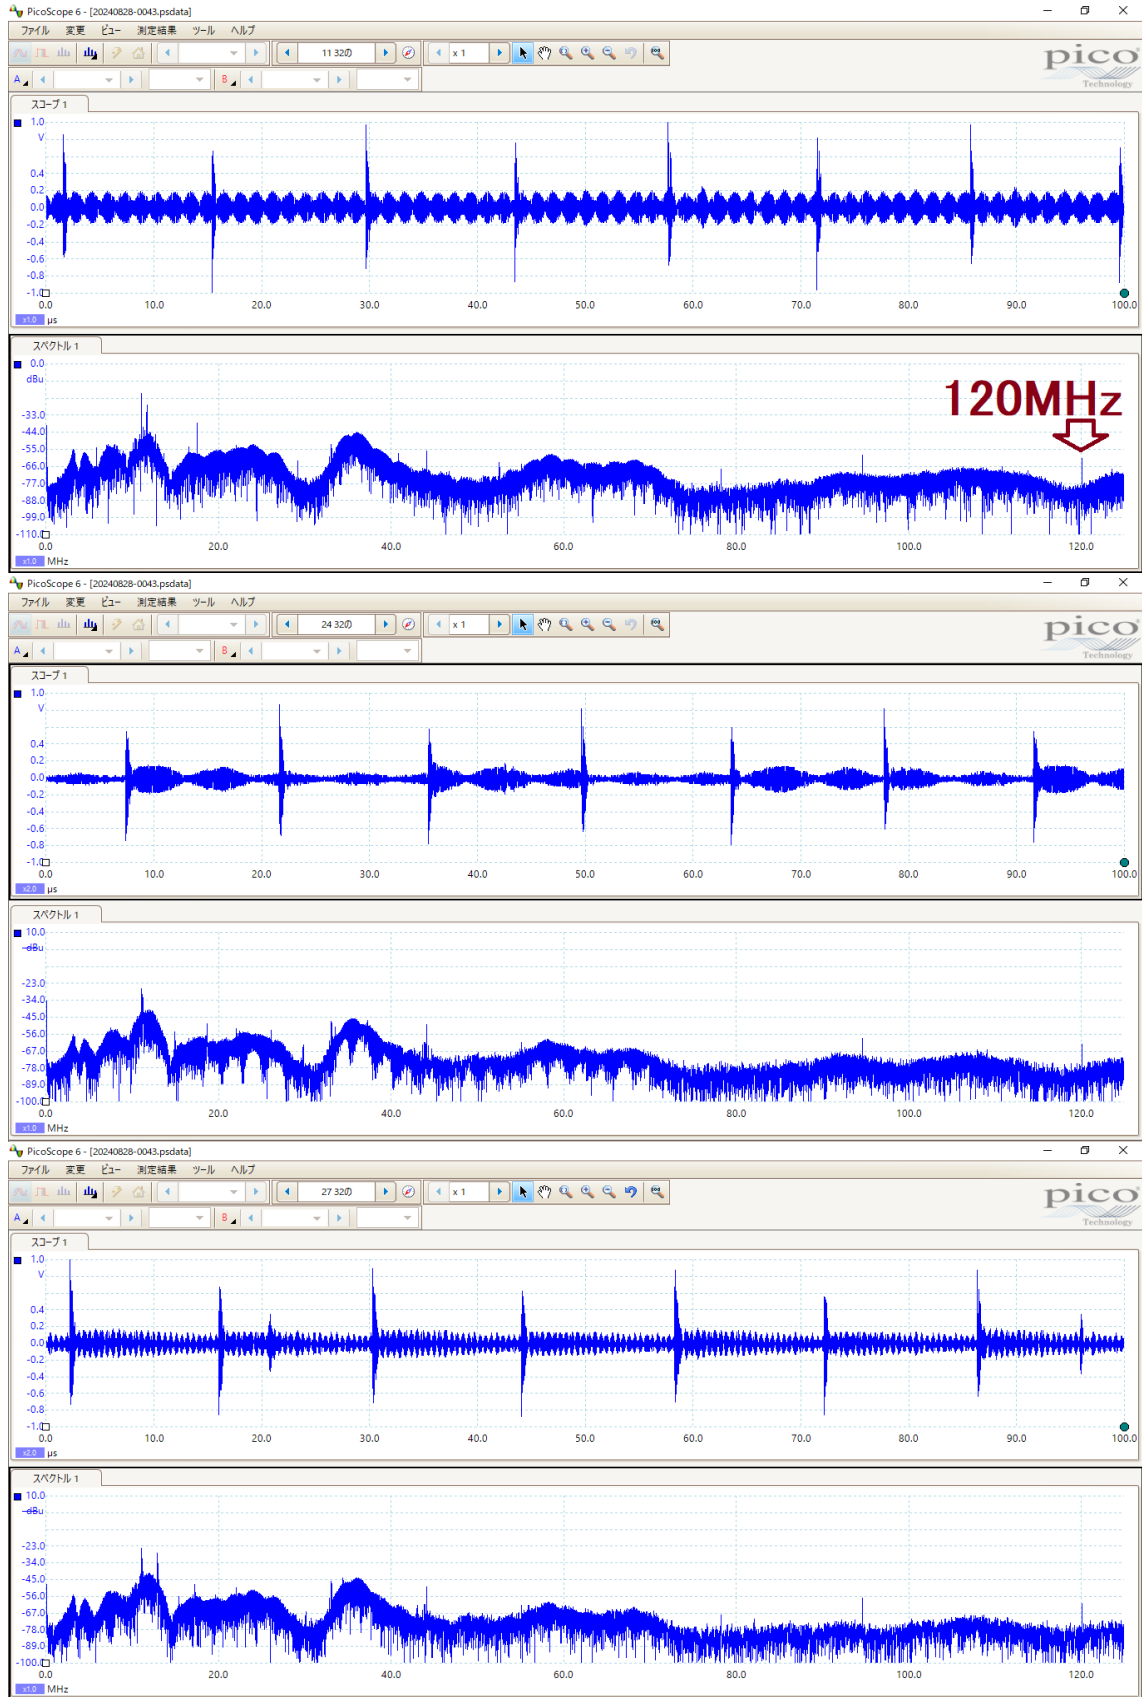 PicoScope 6 - [20240828-0043.psdata]
ファイル 変更 ビュー 測定結果 ツール ヘルプ
11 32の x 1
pico
Technology
A B
スコープ 1
1.0
V
0.4
0.2
0.0
-0.2
-0.4
-0.6
-0.8
-1.0
0.0 10.0 20.0 30.0 40.0 50.0 60.0 70.0 80.0 90.0 100.0
x1.0 µs
スペクトル 1
0.0
dBu
-33.0
-44.0
-55.0
-66.0
-77.0
-88.0
-99.0
-110.0
120MHz
0.0 20.0 40.0 60.0 80.0 100.0 120.0
x1.0 MHz
PicoScope 6 - [20240828-0043.psdata]
ファイル 変更 ビュー 測定結果 ツール ヘルプ
24 32の x 1
pico
Technology
A B
スコープ 1
1.0
V
0.4
0.2
0.0
-0.2
-0.4
-0.6
-0.8
-1.0
0.0 10.0 20.0 30.0 40.0 50.0 60.0 70.0 80.0 90.0 100.0
x2.0 µs
スペクトル 1
10.0
dBu
-23.0
-34.0
-45.0
-56.0
-67.0
-78.0
-89.0
-100.0
0.0 20.0 40.0 60.0 80.0 100.0 120.0
x1.0 MHz
PicoScope 6 - [20240828-0043.psdata]
ファイル 変更 ビュー 測定結果 ツール ヘルプ
27 32の x 1
pico
Technology
A B
スコープ 1
1.0
V
0.4
0.2
0.0
-0.2
-0.4
-0.6
-0.8
-1.0
0.0 10.0 20.0 30.0 40.0 50.0 60.0 70.0 80.0 90.0 100.0
x2.0 µs
スペクトル 1
10.0
dBu
-23.0
-34.0
-45.0
-56.0
-67.0
-78.0
-89.0
-100.0
0.0 20.0 40.0 60.0 80.0 100.0 120.0
x1.0 MHz